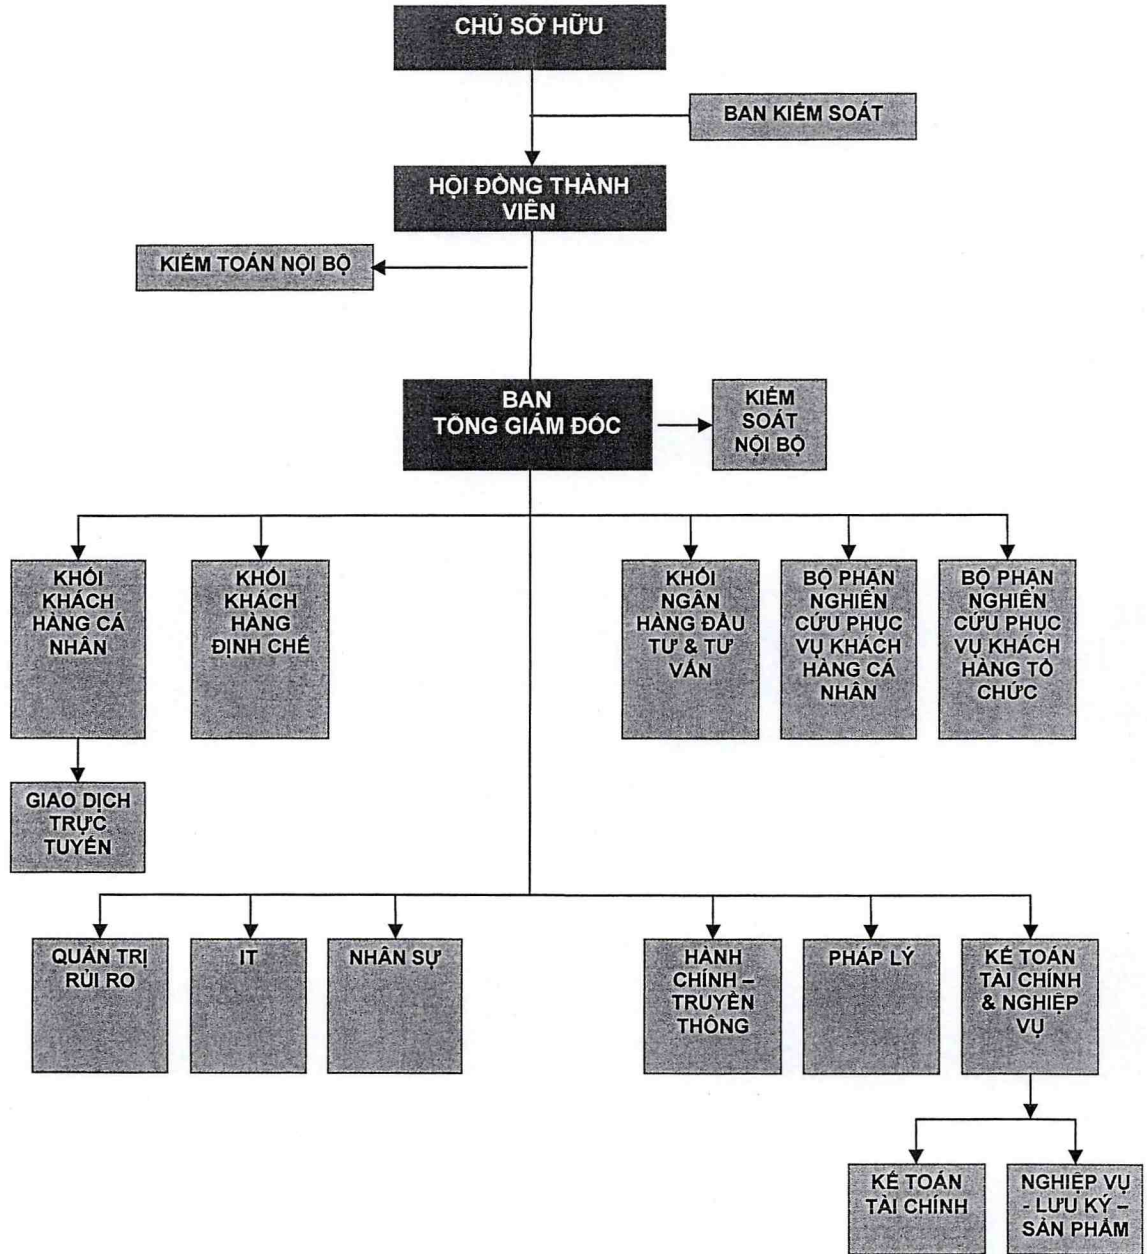 CHỦ SỞ HỮU
BAN KIỂM SOÁT
HỘI ĐỒNG THÀNH
VIÊN
KIỂM TOÁN NỘI BỘ
BAN
TỔNG GIÁM ĐỐC
KIỂM
SOÁT
NỘI BỘ
KHỐI
KHÁCH
HÀNG CÁ
NHÂN
KHỐI
KHÁCH
HÀNG
ĐỊNH CHẾ
KHỐI
NGÂN
HÀNG ĐẦU
TƯ & TƯ
VẤN
BỘ PHẬN
NGHIÊN
CỨU PHỤC
VỤ KHÁCH
HÀNG CÁ
NHÂN
BỘ PHẬN
NGHIÊN
CỨU PHỤC
VỤ KHÁCH
HÀNG TỔ
CHỨC
GIAO DỊCH
TRỰC
TUYẾN
QUẢN TRỊ
RỦI RO
IT
NHÂN SỰ
HÀNH
CHÍNH –
TRUYỀN
THÔNG
PHÁP LÝ
KẾ TOÁN
TÀI CHÍNH
& NGHIỆP
VỤ
KẾ TOÁN
TÀI CHÍNH
NGHIỆP VỤ
- LƯU KÝ –
SẢN PHẨM